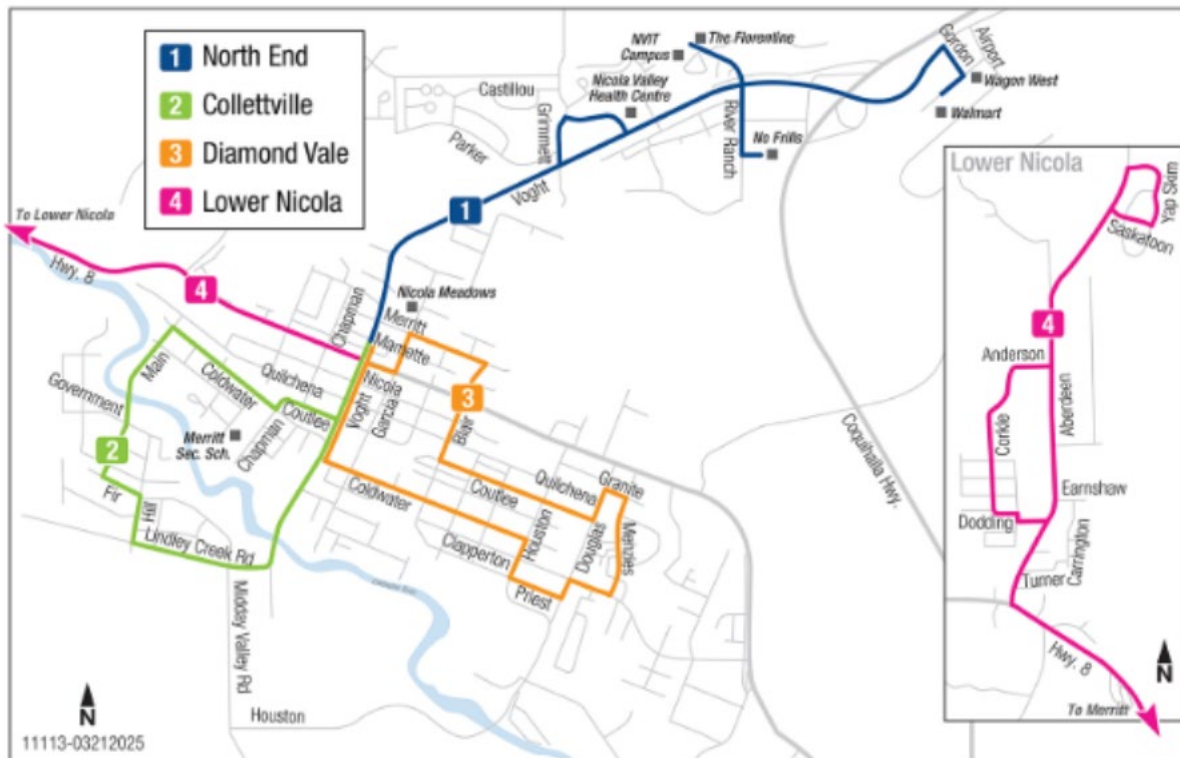 1 North End
2 Collettville
3 Diamond Vale
4 Lower Nicola
To Lower Nicola
Hwy. 8
4
Castillou
Parker
Grimmett
Nicola Valley
Health Centre
NVIT
Campus
The Florentine
River Ranch
No Frills
Gordon
Airport
Wagon West
Walmart
Voght
1
Nicola Meadows
Chapman
Merritt
Mamette
Nicola
Voght
Garcia
3
Blair
Main
Coldwater
Quilchena
Coutlee
Chapman
Government
Merritt
Sec. Sch.
2
Fir
Hill
Lindley Creek Rd
Midday Valley Rd
Houston
Coldwater
Coutlee
Quilchena
Granite
Clapperton
Houston
Douglas
Menzies
Priest
Coquihalla Hwy.
N
11113-03212025
Lower Nicola
Yap Skim
Saskatoon
4
Anderson
Corkle
Aberdeen
Earnshaw
Dodding
Carrington
Turner
Hwy. 8
To Merritt
N